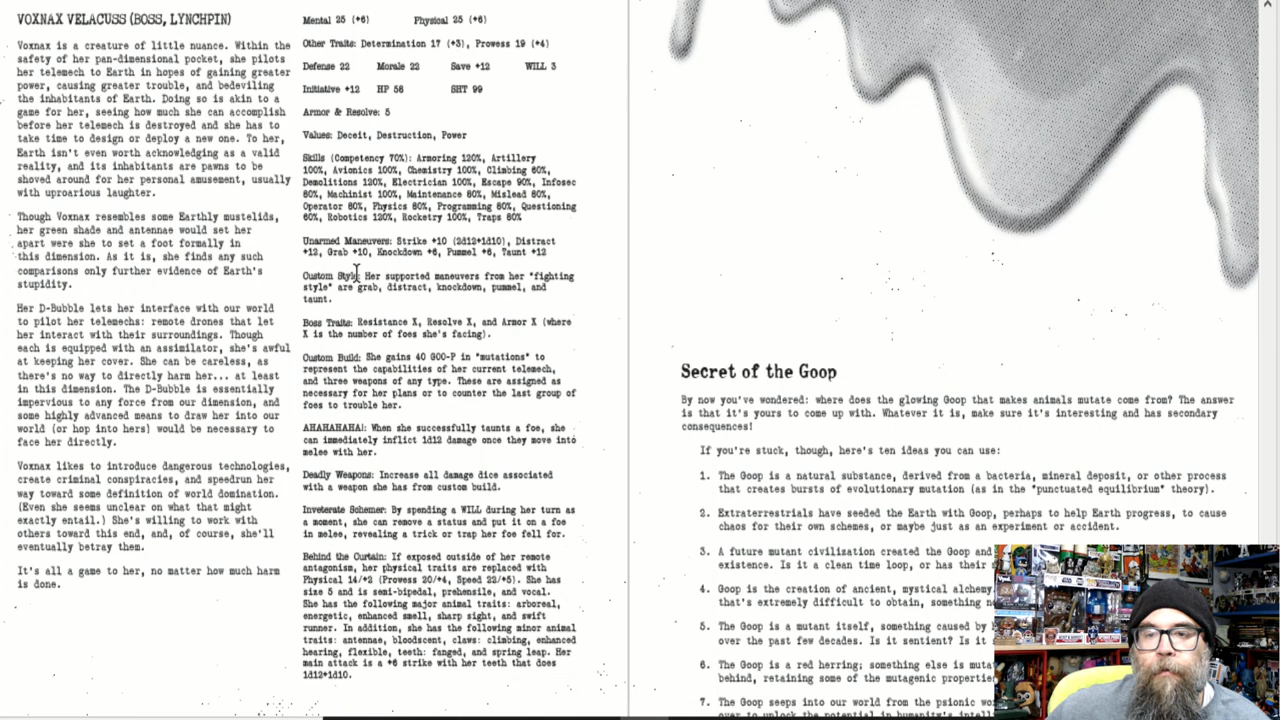 VOXNAX VELACUSS (BOSS, LYNCHPIN)
Voxnax is a creature of little nuance. Within the
safety of her pan-dimensional pocket, she pilots
her telemech to Earth in hopes of gaining greater
power, causing greater trouble, and bedeviling
the inhabitants of Earth. Doing so is akin to a
game for her, seeing how much she can accomplish
before her telemech is destroyed and she has to
take time to design or deploy a new one. To her,
Earth isn't even worth acknowledging as a valid
reality, and its inhabitants are pawns to be
shoved around for her personal amusement, usually
with uproarious laughter.
Though Voxnax resembles some Earthly mustelids,
her green shade and antennae would set her
apart were she to set a foot formally in
this dimension. As it is, she finds any such
comparisons only further evidence of Earth's
stupidity.
Her D-Bubble lets her interface with our world
to pilot her telemechs: remote drones that let
her interact with their surroundings. Though
each is equipped with an assimilator, she's awful
at keeping her cover. She can be careless, as
there's no way to directly harm her... at least
in this dimension. The D-Bubble is essentially
impervious to any force from our dimension, and
some highly advanced means to draw her into our
world (or hop into hers) would be necessary to
face her directly.
Voxnax likes to introduce dangerous technologies,
create criminal conspiracies, and speedrun her
way toward some definition of world domination.
(Even she seems unclear on what that might
exactly entail.) She's willing to work with
others toward this end, and, of course, she'll
eventually betray them.
It's all a game to her, no matter how much harm
is done.
Mental 25 (+6) Physical 25 (+6)
Other Traits: Determination 17 (+3), Prowess 19 (+4)
Defense 22 Morale 22 Save +12 WILL 3
Initiative +12 HP 58 SHT 99
Armor & Resolve: 5
Values: Deceit, Destruction, Power
Skills (Competency 70%): Armoring 120%, Artillery
100%, Avionics 100%, Chemistry 100%, Climbing 80%,
Demolitions 120%, Electrician 100%, Escape 90%, Infosec
80%, Machinist 100%, Maintenance 80%, Mislead 80%,
Operator 80%, Physics 80%, Programming 80%, Questioning
80%, Robotics 120%, Rocketry 100%, Traps 80%
Unarmed Maneuvers: Strike +10 (2d12+1d10), Distract
+12, Grab +10, Knockdown +6, Pummel +6, Taunt +12
Custom Style: Her supported maneuvers from her "fighting
style" are grab, distract, knockdown, pummel, and
taunt.
Boss Traits: Resistance X, Resolve X, and Armor X (where
X is the number of foes she's facing).
Custom Build: She gains 40 GOO-P in "mutations" to
represent the capabilities of her current telemech,
and three weapons of any type. These are assigned as
necessary for her plans or to counter the last group of
foes to trouble her.
AHAHAHAHA!: When she successfully taunts a foe, she
can immediately inflict 1d12 damage once they move into
melee with her.
Deadly Weapons: Increase all damage dice associated
with a weapon she has from custom build.
Inveterate Schemer: By spending a WILL during her turn as
a moment, she can remove a status and put it on a foe
in melee, revealing a trick or trap her foe fell for.
Behind the Curtain: If exposed outside of her remote
antagonism, her physical traits are replaced with
Physical 14/+2 (Prowess 20/+4, Speed 22/+5). She has
size 5 and is semi-bipedal, prehensile, and vocal.
She has the following major animal traits: arboreal,
energetic, enhanced smell, sharp sight, and swift
runner. In addition, she has the following minor animal
traits: antennae, bloodscent, claws: climbing, enhanced
hearing, flexible, teeth: fanged, and spring leap. Her
main attack is a +6 strike with her teeth that does
1d12+1d10.
Secret of the Goop
By now you've wondered: where does the glowing Goop that makes animals mutate come from? The answer
is that it's yours to come up with. Whatever it is, make sure it's interesting and has secondary
consequences!
If you're stuck, though, here's ten ideas you can use:
1. The Goop is a natural substance, derived from a bacteria, mineral deposit, or other process
that creates bursts of evolutionary mutation (as in the "punctuated equilibrium" theory).
2. Extraterrestrials have seeded the Earth with Goop, perhaps to help Earth progress, to cause
chaos for their own schemes, or maybe just as an experiment or accident.
3. A future mutant civilization created the Goop and
existence. Is it a clean time loop, or has their
4. Goop is the creation of ancient, mystical alchemy
that's extremely difficult to obtain, something
5. The Goop is a mutant itself, something caused by
over the past few decades. Is it sentient? Is it
6. The Goop is a red herring; something else is
behind, retaining some of the mutagenic
7. The Goop seeps into our world from the psionic
over to unlock the potential in humanity's